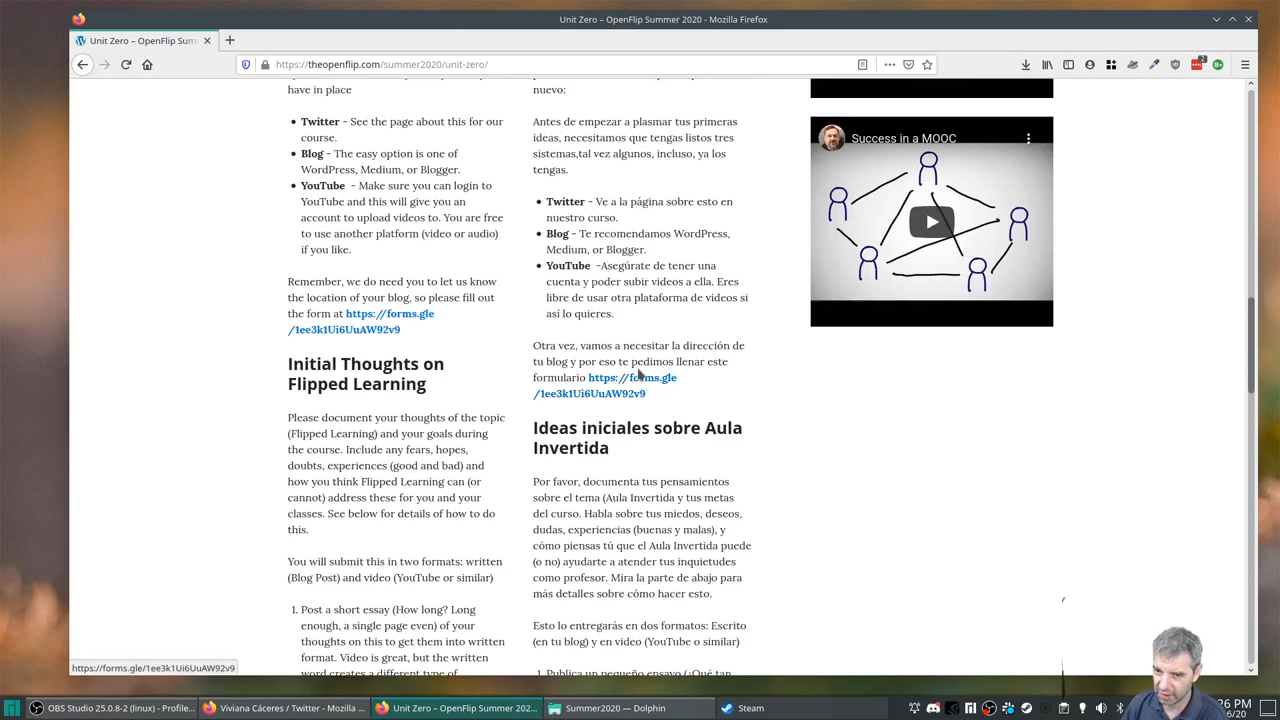 Unit Zero – OpenFlip Summer 2020 - Mozilla Firefox
Unit Zero – OpenFlip Sum
https://theopenflip.com/summer2020/unit-zero/
have in place
• Twitter - See the page about this for our
course.
• Blog - The easy option is one of
WordPress, Medium, or Blogger.
• YouTube - Make sure you can login to
YouTube and this will give you an
account to upload videos to. You are free
to use another platform (video or audio)
if you like.
Remember, we do need you to let us know
the location of your blog, so please fill out
the form at https://forms.gle
/1ee3k1Ui6UuAW92v9
Initial Thoughts on
Flipped Learning
Please document your thoughts of the topic
(Flipped Learning) and your goals during
the course. Include any fears, hopes,
doubts, experiences (good and bad) and
how you think Flipped Learning can (or
cannot) address these for you and your
classes. See below for details of how to do
this.
You will submit this in two formats: written
(Blog Post) and video (YouTube or similar)
1. Post a short essay (How long? Long
enough, a single page even) of your
thoughts on this to get them into written
format. Video is great, but the written
word creates a different type of
nuevo:
Antes de empezar a plasmar tus primeras
ideas, necesitamos que tengas listos tres
sistemas,tal vez algunos, incluso, ya los
tengas.
• Twitter - Ve a la página sobre esto en
nuestro curso.
• Blog - Te recomendamos WordPress,
Medium, or Blogger.
• YouTube -Asegúrate de tener una
cuenta y poder subir videos a ella. Eres
libre de usar otra plataforma de videos si
así lo quieres.
Otra vez, vamos a necesitar la dirección de
tu blog y por eso te pedimos llenar este
formulario https://forms.gle
/1ee3k1Ui6UuAW92v9
Ideas iniciales sobre Aula
Invertida
Por favor, documenta tus pensamientos
sobre el tema (Aula Invertida y tus metas
del curso. Habla sobre tus miedos, deseos,
dudas, experiencias (buenas y malas), y
cómo piensas tú que el Aula Invertida puede
(o no) ayudarte a atender tus inquietudes
como profesor. Mira la parte de abajo para
más detalles sobre cómo hacer esto.
Esto lo entregarás en dos formatos: Escrito
(en tu blog) y en video (YouTube o similar)
1. Publica un pequeño ensayo (¿Qué tan
Success in a MOOC
https://forms.gle/1ee3k1Ui6UuAW92v9
OBS Studio 25.0.8-2 (linux) - Profile...
Viviana Cáceres / Twitter - Mozilla ...
Unit Zero – OpenFlip Summer 202...
Summer2020 — Dolphin
Steam
26 PM
6/20